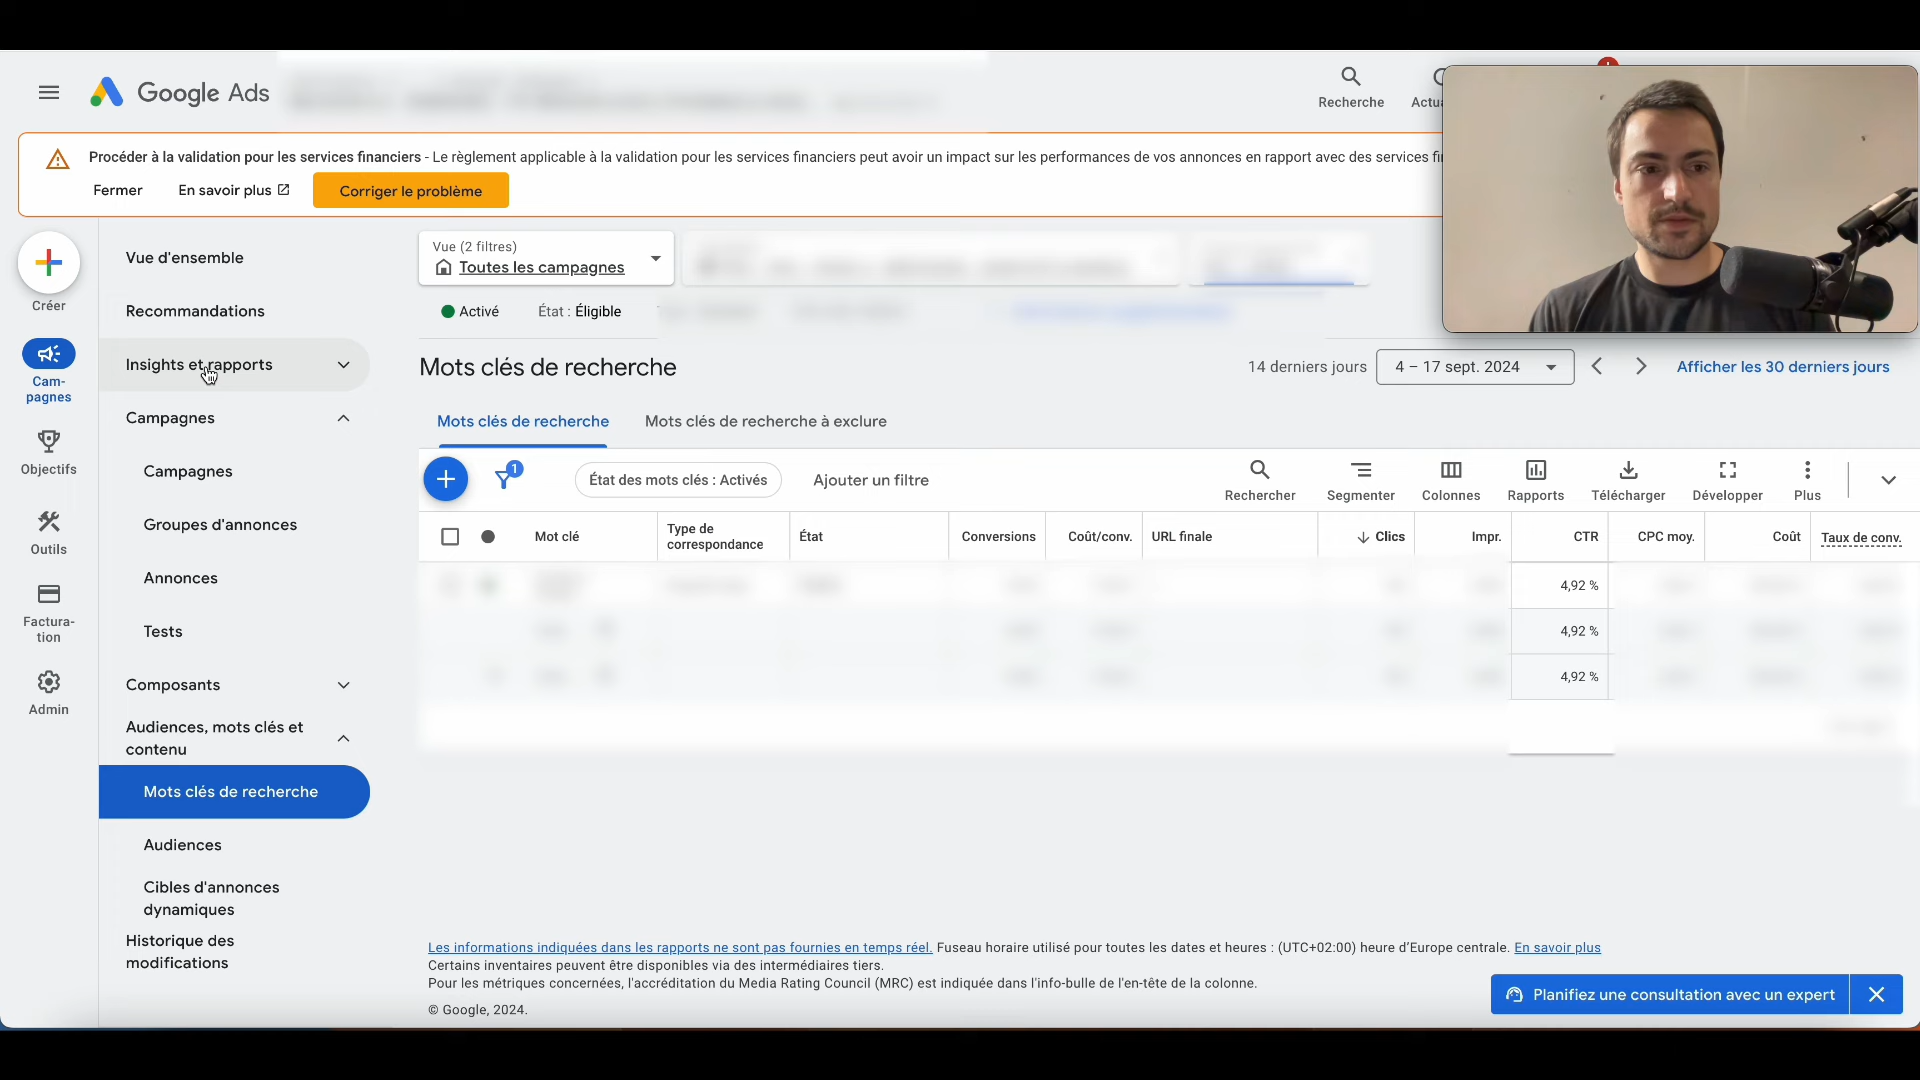 Google Ads
Recherche
Procéder à la validation pour les services financiers - Le règlement applicable à la validation pour les services financiers peut avoir un impact sur les performances de vos annonces en rapport avec des services
Fermer
En savoir plus
Corriger le problème
Créer
Cam-
pagnes
Objectifs
Outils
Factura-
tion
Admin
Vue d'ensemble
Recommandations
Insights et rapports
Campagnes
Campagnes
Groupes d'annonces
Annonces
Tests
Composants
Audiences, mots clés et
contenu
Mots clés de recherche
Audiences
Cibles d'annonces
dynamiques
Historique des
modifications
Vue (2 filtres)
Toutes les campagnes
Activé
État : Éligible
Mots clés de recherche
14 derniers jours
4 – 17 sept. 2024
Afficher les 30 derniers jours
Mots clés de recherche
Mots clés de recherche à exclure
1
État des mots clés : Activés
Ajouter un filtre
Rechercher
Segmenter
Colonnes
Rapports
Télécharger
Développer
Plus
Mot clé
Type de
correspondance
État
Conversions
Coût/conv.
URL finale
Clics
Impr.
CTR
CPC moy.
Coût
Taux de conv.
4,92 %
4,92 %
4,92 %
Les informations indiquées dans les rapports ne sont pas fournies en temps réel. Fuseau horaire utilisé pour toutes les dates et heures : (UTC+02:00) heure d'Europe centrale. En savoir plus
Certains inventaires peuvent être disponibles via des intermédiaires tiers.
Pour les métriques concernées, l'accréditation du Media Rating Council (MRC) est indiquée dans l'info-bulle de l'en-tête de la colonne.
© Google, 2024.
Planifiez une consultation avec un expert